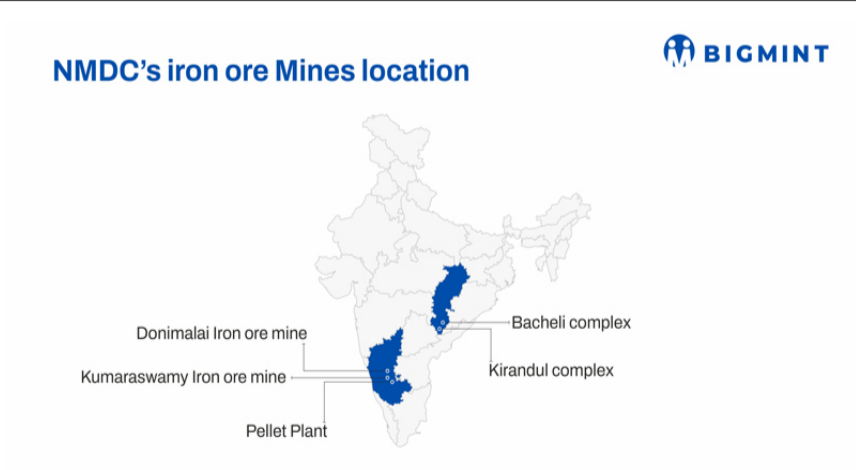 NMDC's iron ore Mines location
BIGMINT
Donimalai Iron ore mine
Kumaraswamy Iron ore mine
Pellet Plant
Bacheli complex
Kirandul complex